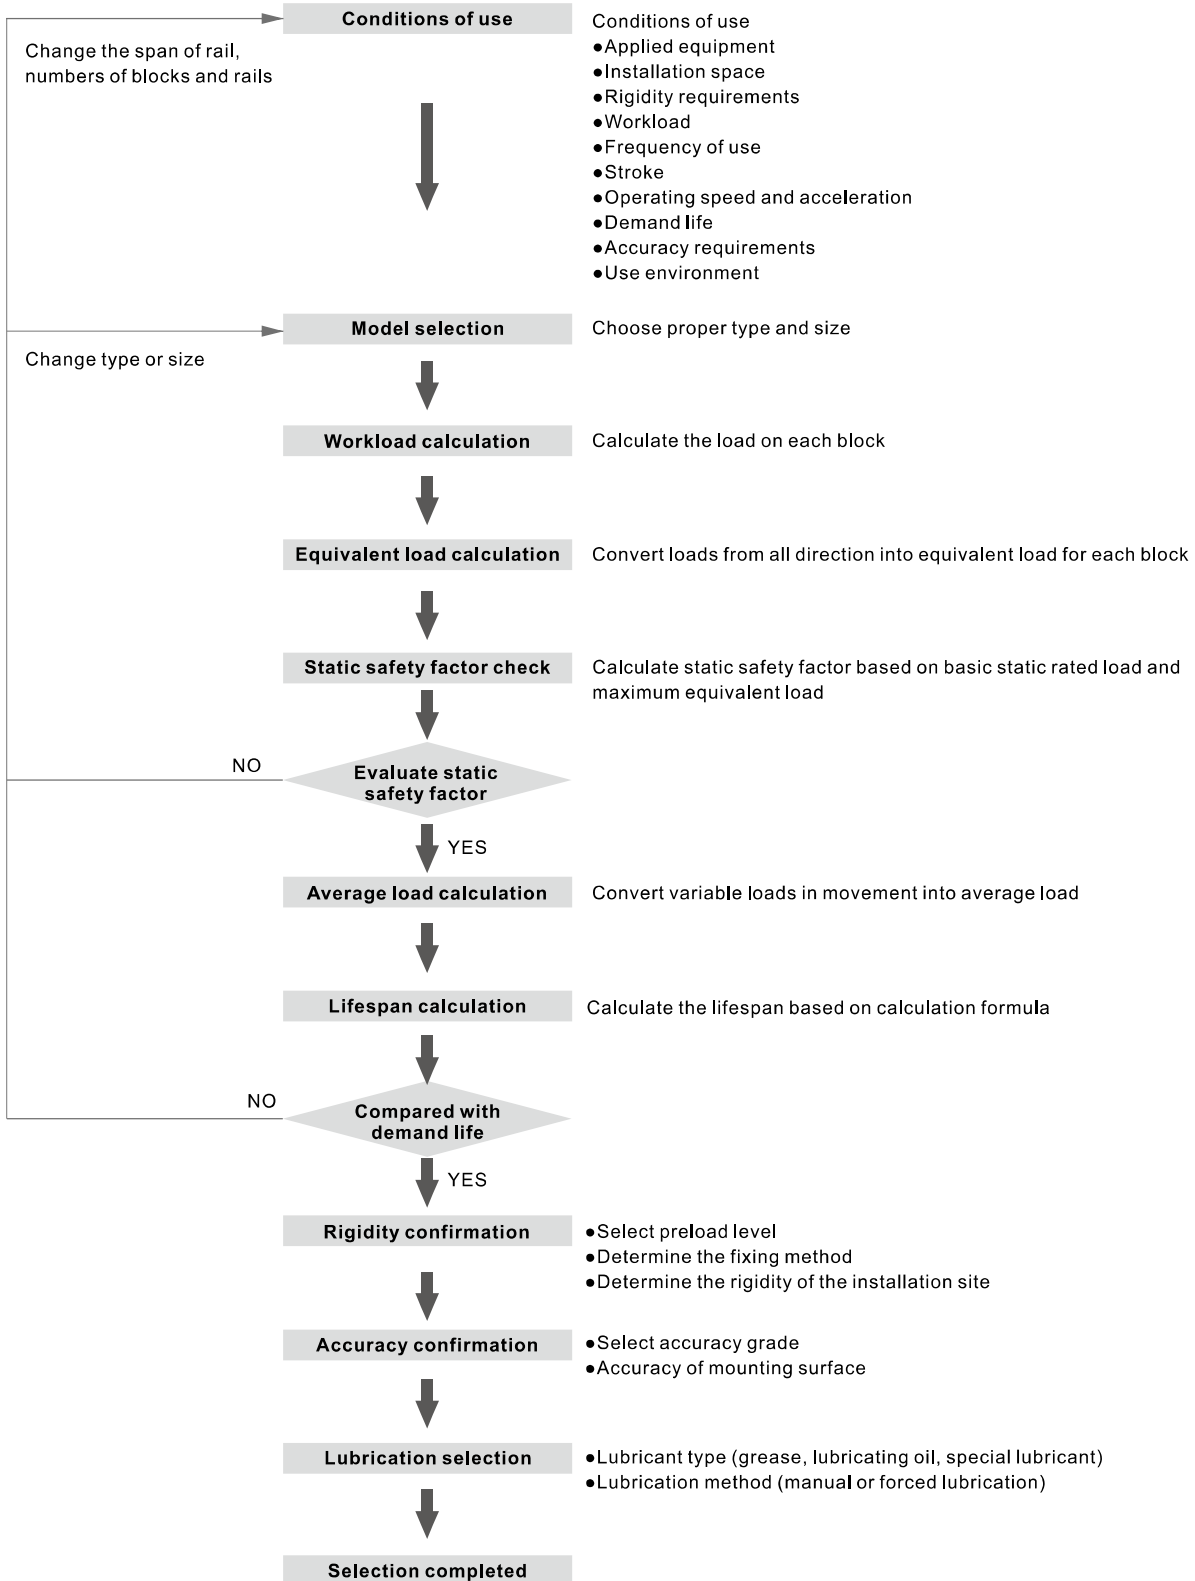 Conditions of use
Conditions of use
●Applied equipment
●Installation space
●Rigidity requirements
●Workload
●Frequency of use
●Stroke
●Operating speed and acceleration
●Demand life
●Accuracy requirements
●Use environment
Change the span of rail,
numbers of blocks and rails
Model selection
Choose proper type and size
Change type or size
Workload calculation
Calculate the load on each block
Equivalent load calculation
Convert loads from all direction into equivalent load for each block
Static safety factor check
Calculate static safety factor based on basic static rated load and
maximum equivalent load
NO
Evaluate static
safety factor
YES
Average load calculation
Convert variable loads in movement into average load
Lifespan calculation
Calculate the lifespan based on calculation formula
NO
Compared with
demand life
YES
Rigidity confirmation
●Select preload level
●Determine the fixing method
●Determine the rigidity of the installation site
Accuracy confirmation
●Select accuracy grade
●Accuracy of mounting surface
Lubrication selection
●Lubricant type (grease, lubricating oil, special lubricant)
●Lubrication method (manual or forced lubrication)
Selection completed